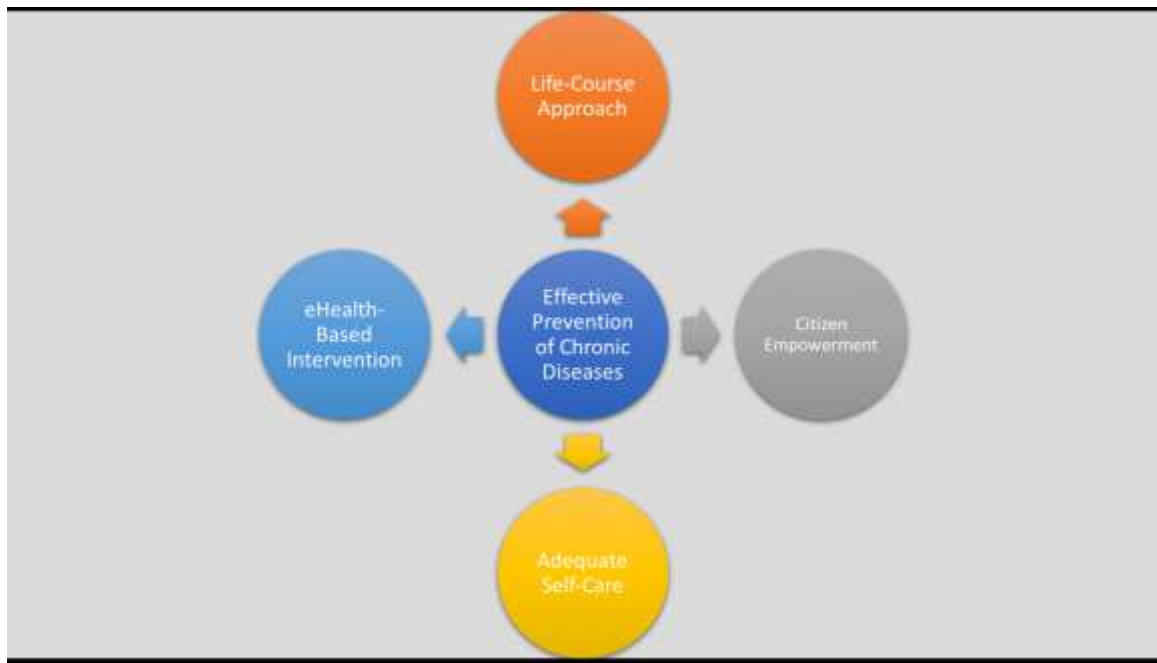 Life-Course
Approach
eHealth-
Based
Intervention
Effective
Prevention
of Chronic
Diseases
Citizen
Empowerment
Adequate
Self-Care